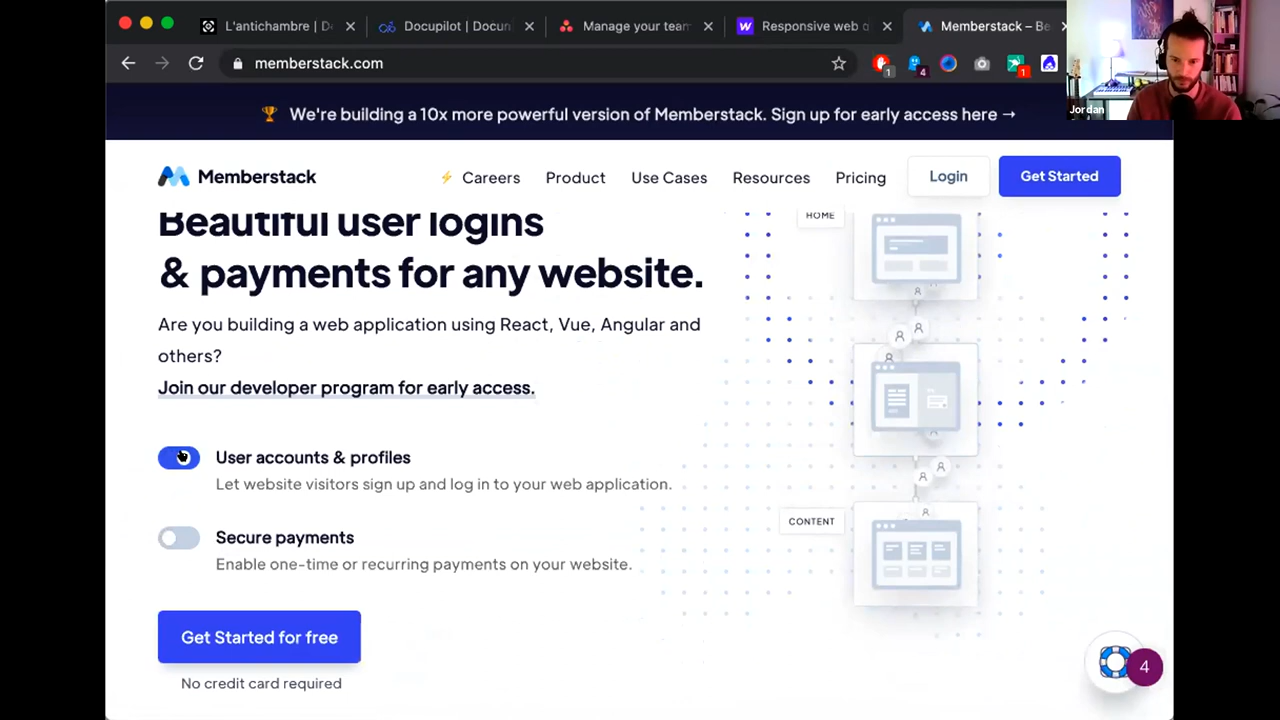 L'antichambre | D
Docupilot | Docun
Manage your team
Responsive web d
Memberstack – Be
memberstack.com
1
4
1
Jordan
We're building a 10x more powerful version of Memberstack. Sign up for early access here →
Memberstack
Careers
Product
Use Cases
Resources
Pricing
Login
Get Started
HOME
Beautiful user logins
& payments for any website.
Are you building a web application using React, Vue, Angular and
others?
Join our developer program for early access.
User accounts & profiles
Let website visitors sign up and log in to your web application.
Secure payments
CONTENT
Enable one-time or recurring payments on your website.
Get Started for free
No credit card required
4